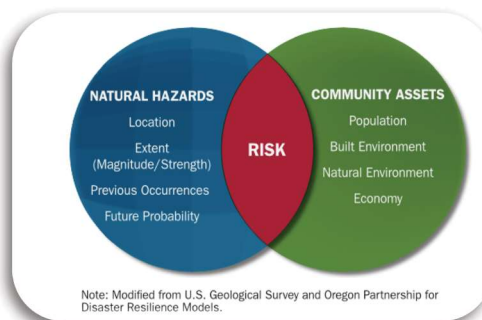 NATURAL HAZARDS
Location
Extent
(Magnitude/Strength)
Previous Occurrences
Future Probability
RISK
COMMUNITY ASSETS
Population
Built Environment
Natural Environment
Economy
Note: Modified from U.S. Geological Survey and Oregon Partnership for
Disaster Resilience Models.